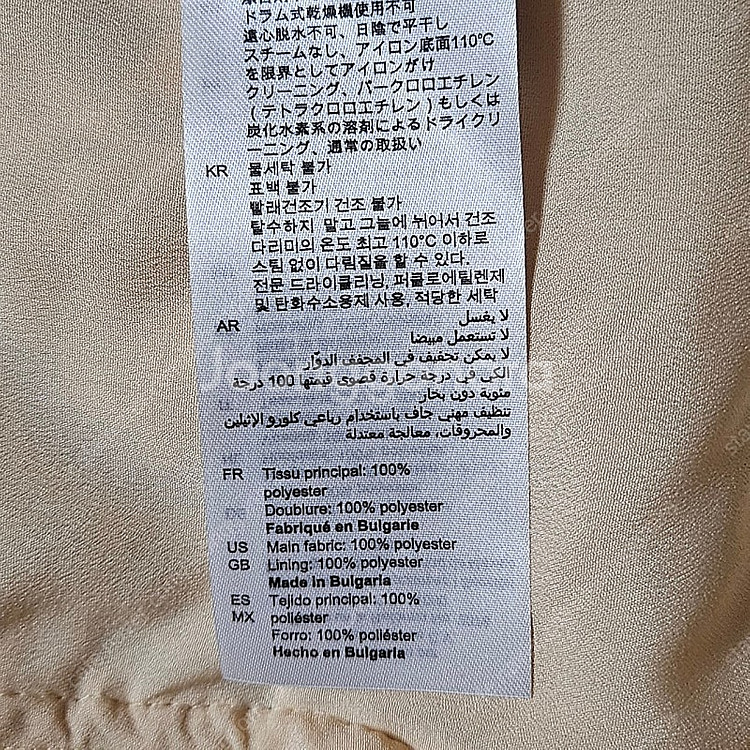 ドラム式乾燥機使用不可
遠心脱水不可、日陰で平干し
スチームなし、アイロン底面110°C
を限界としてアイロンがけ
クリーニング、パークロロエチレン
(テトラクロロエチレン)もしくは
炭化水素系の溶剤によるドライクリ
ーニング、通常の取扱い
KR 물세탁 불가
표백 불가
빨래건조기 건조 불가
탈수하지 말고 그늘에 뉘어서 건조
다리미의 온도 최고 110°C 이하로
스팀 없이 다림질을 할 수 있다.
전문 드라이클리닝, 퍼클로에틸렌제
및 탄화수소용제 사용, 적당한 세탁
AR لا يغسل
لا تستعمل مبيضا
لا يمكن تجفيف في المجفف الدوّار
الكي في درجة حرارة قصوى قيمتها 100 درجة
مئوية دون بخار
تنظيف مهني جاف باستخدام رباعي كلورو الإثيلين
والمحروقات، معالجة معتدلة
FR Tissu principal: 100%
polyester
Doublure: 100% polyester
Fabriqué en Bulgarie
US Main fabric: 100% polyester
GB Lining: 100% polyester
Made in Bulgaria
ES Tejido principal: 100%
MX poliéster
Forro: 100% poliéster
Hecho en Bulgaria